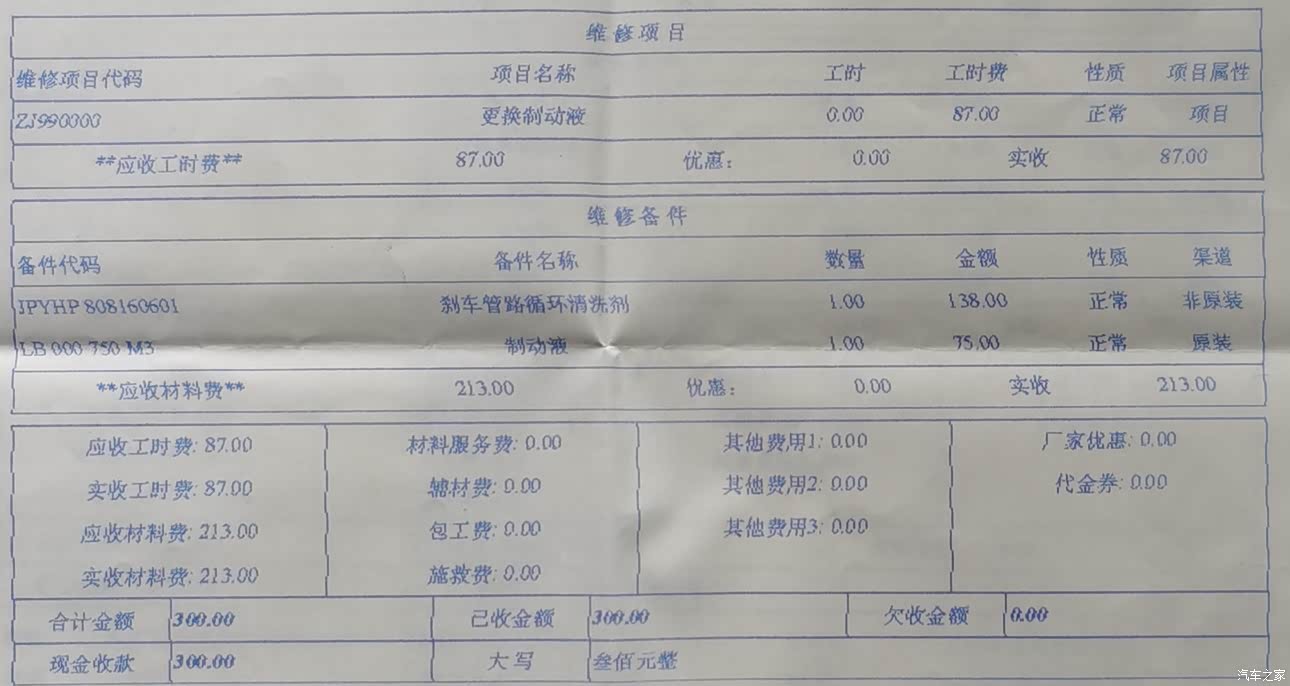 维修项目
维修项目代码 项目名称 工时 工时费 性质 项目属性
ZJ990000 更换制动液 0.00 87.00 正常 项目
**应收工时费** 87.00 优惠: 0.00 实收 87.00
维修备件
备件代码 备件名称 数量 金额 性质 渠道
JPYHP 808160601 刹车管路循环清洗剂 1.00 138.00 正常 非原装
LB 000 750 M3 制动液 1.00 75.00 正常 原装
**应收材料费** 213.00 优惠: 0.00 实收 213.00
应收工时费: 87.00 材料服务费: 0.00 其他费用1: 0.00 厂家优惠: 0.00
实收工时费: 87.00 辅材费: 0.00 其他费用2: 0.00 代金券: 0.00
应收材料费: 213.00 包工费: 0.00 其他费用3: 0.00
实收材料费: 213.00 施救费: 0.00
合计金额 300.00 已收金额 300.00 欠收金额 0.00
现金收款 300.00 大写 叁佰元整
汽车之家